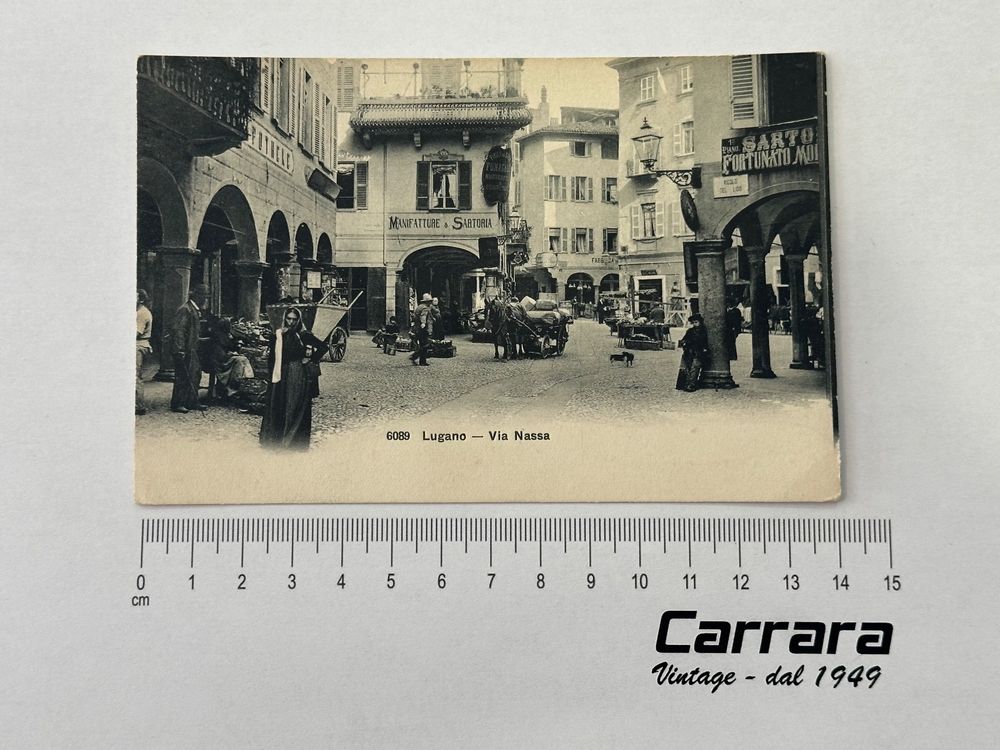 MANIFATTURE & SARTORIA
SARTO
FORTUNATO MO
6089 Lugano — Via Nassa
0 1 2 3 4 5 6 7 8 9 10 11 12 13 14 15
cm
Carrara
Vintage - dal 1949